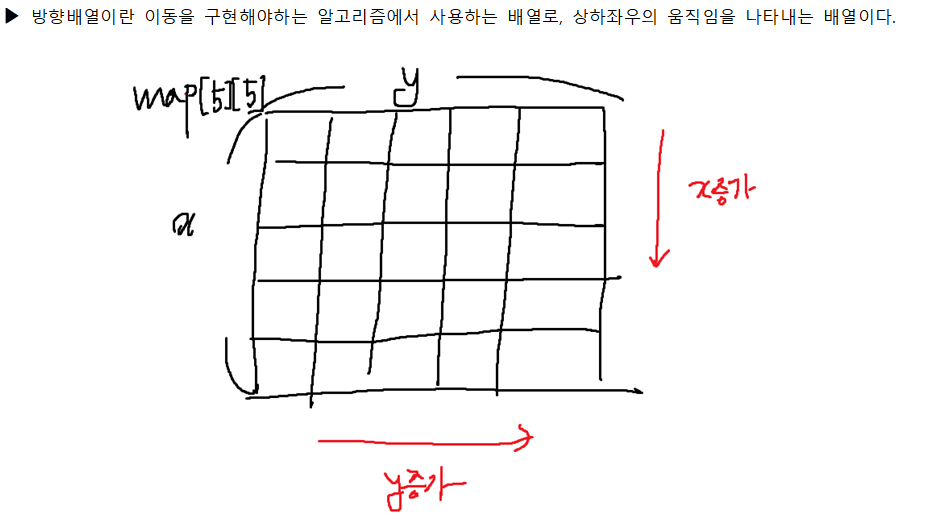 ▶ 방향배열이란 이동을 구현해야하는 알고리즘에서 사용하는 배열로, 상하좌우의 움직임을 나타내는 배열이다.
map[5][5]
y
x
x증가
y증가